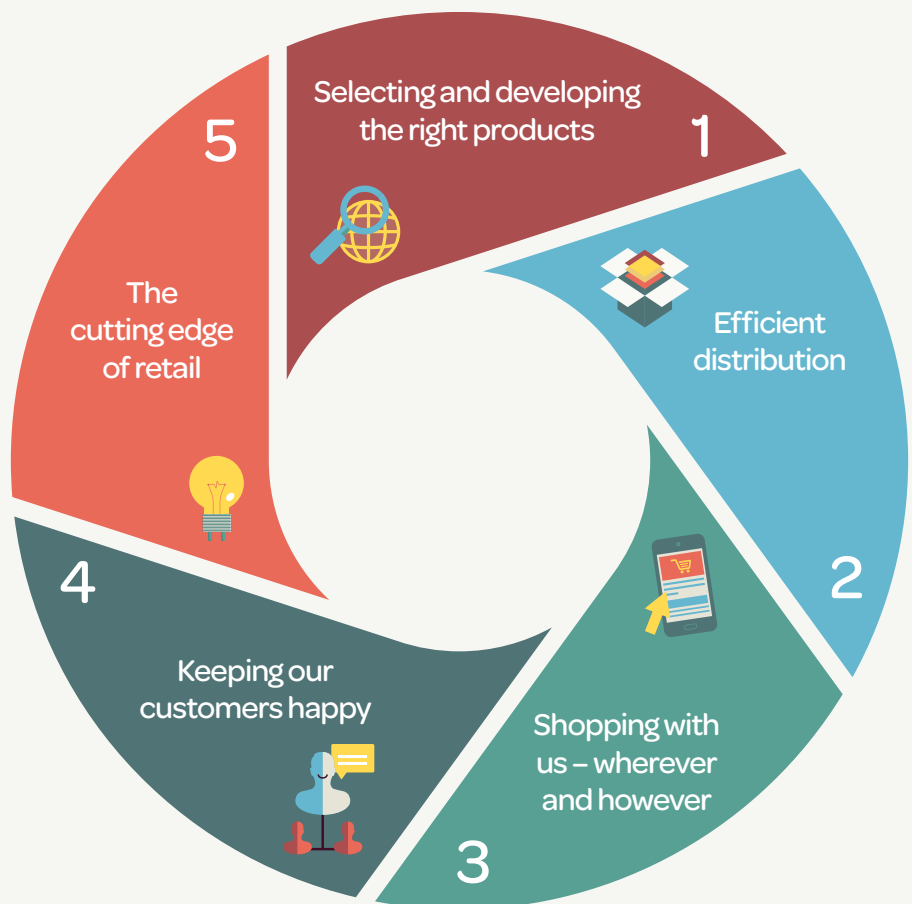 Selecting and developing
the right products
1
Efficient
distribution
2
Shopping with
us – wherever
and however
3
Keeping our
customers happy
4
The
cutting edge
of retail
5